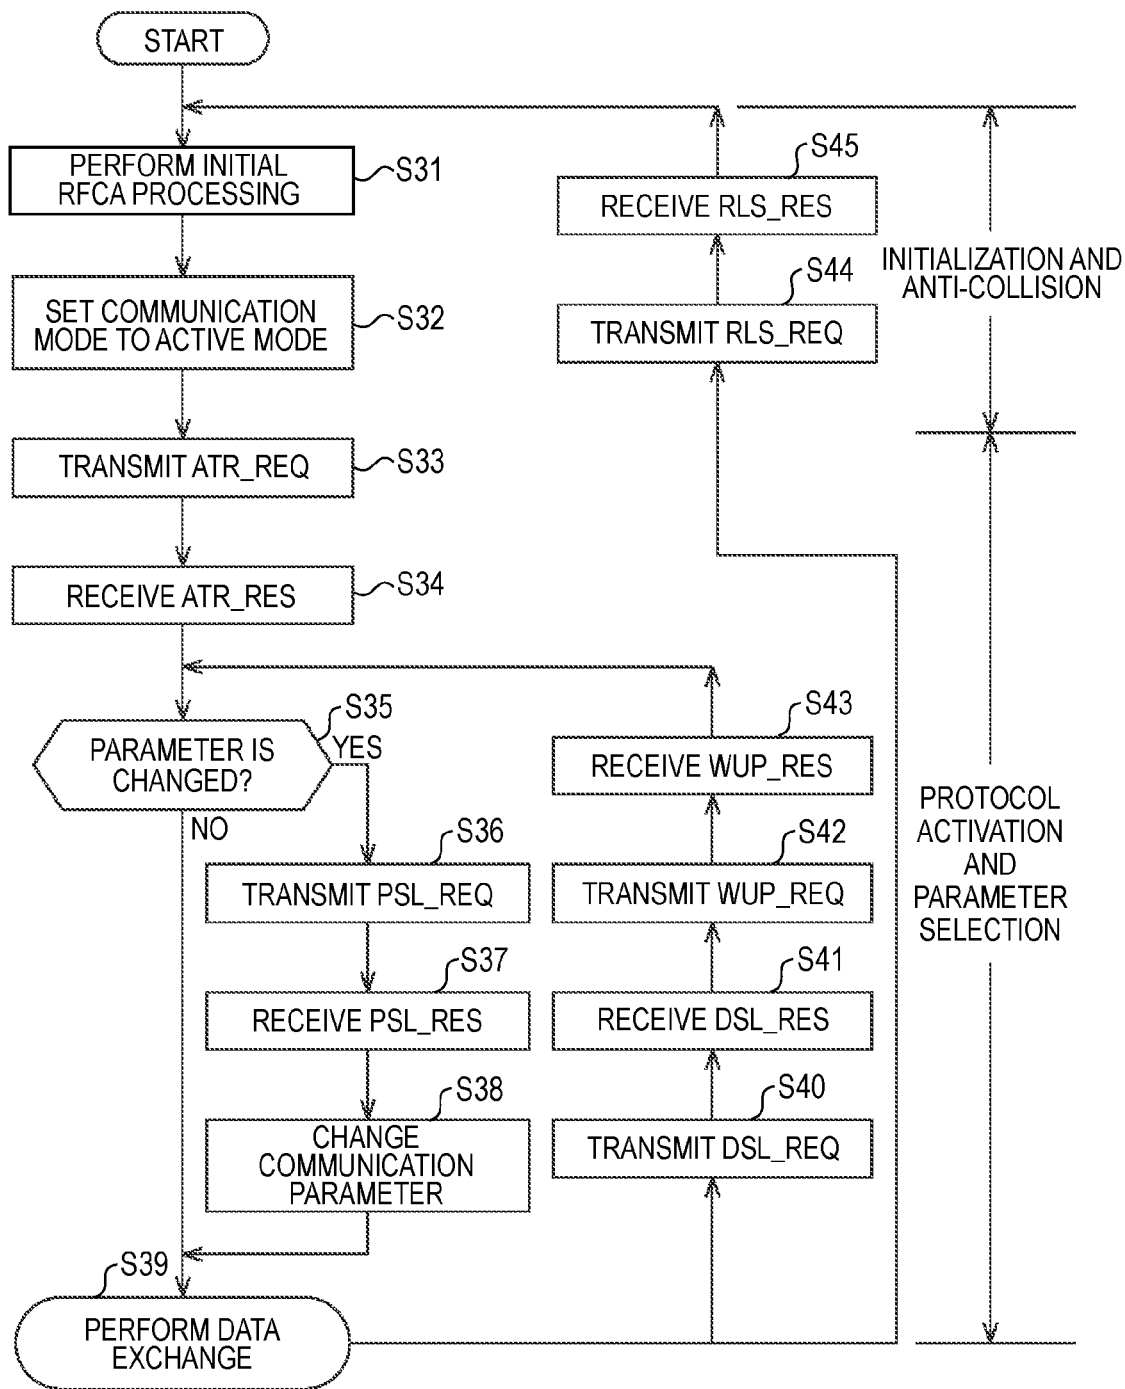 START
PERFORM INITIAL
RFCA PROCESSING
S31
SET COMMUNICATION
MODE TO ACTIVE MODE
S32
TRANSMIT ATR_REQ
S33
RECEIVE ATR_RES
S34
PARAMETER IS
CHANGED?
S35
YES
NO
S36
TRANSMIT PSL_REQ
S37
RECEIVE PSL_RES
S38
CHANGE
COMMUNICATION
PARAMETER
S39
PERFORM DATA
EXCHANGE
S45
RECEIVE RLS_RES
S44
TRANSMIT RLS_REQ
S43
RECEIVE WUP_RES
S42
TRANSMIT WUP_REQ
S41
RECEIVE DSL_RES
S40
TRANSMIT DSL_REQ
INITIALIZATION AND
ANTI-COLLISION
PROTOCOL
ACTIVATION
AND
PARAMETER
SELECTION